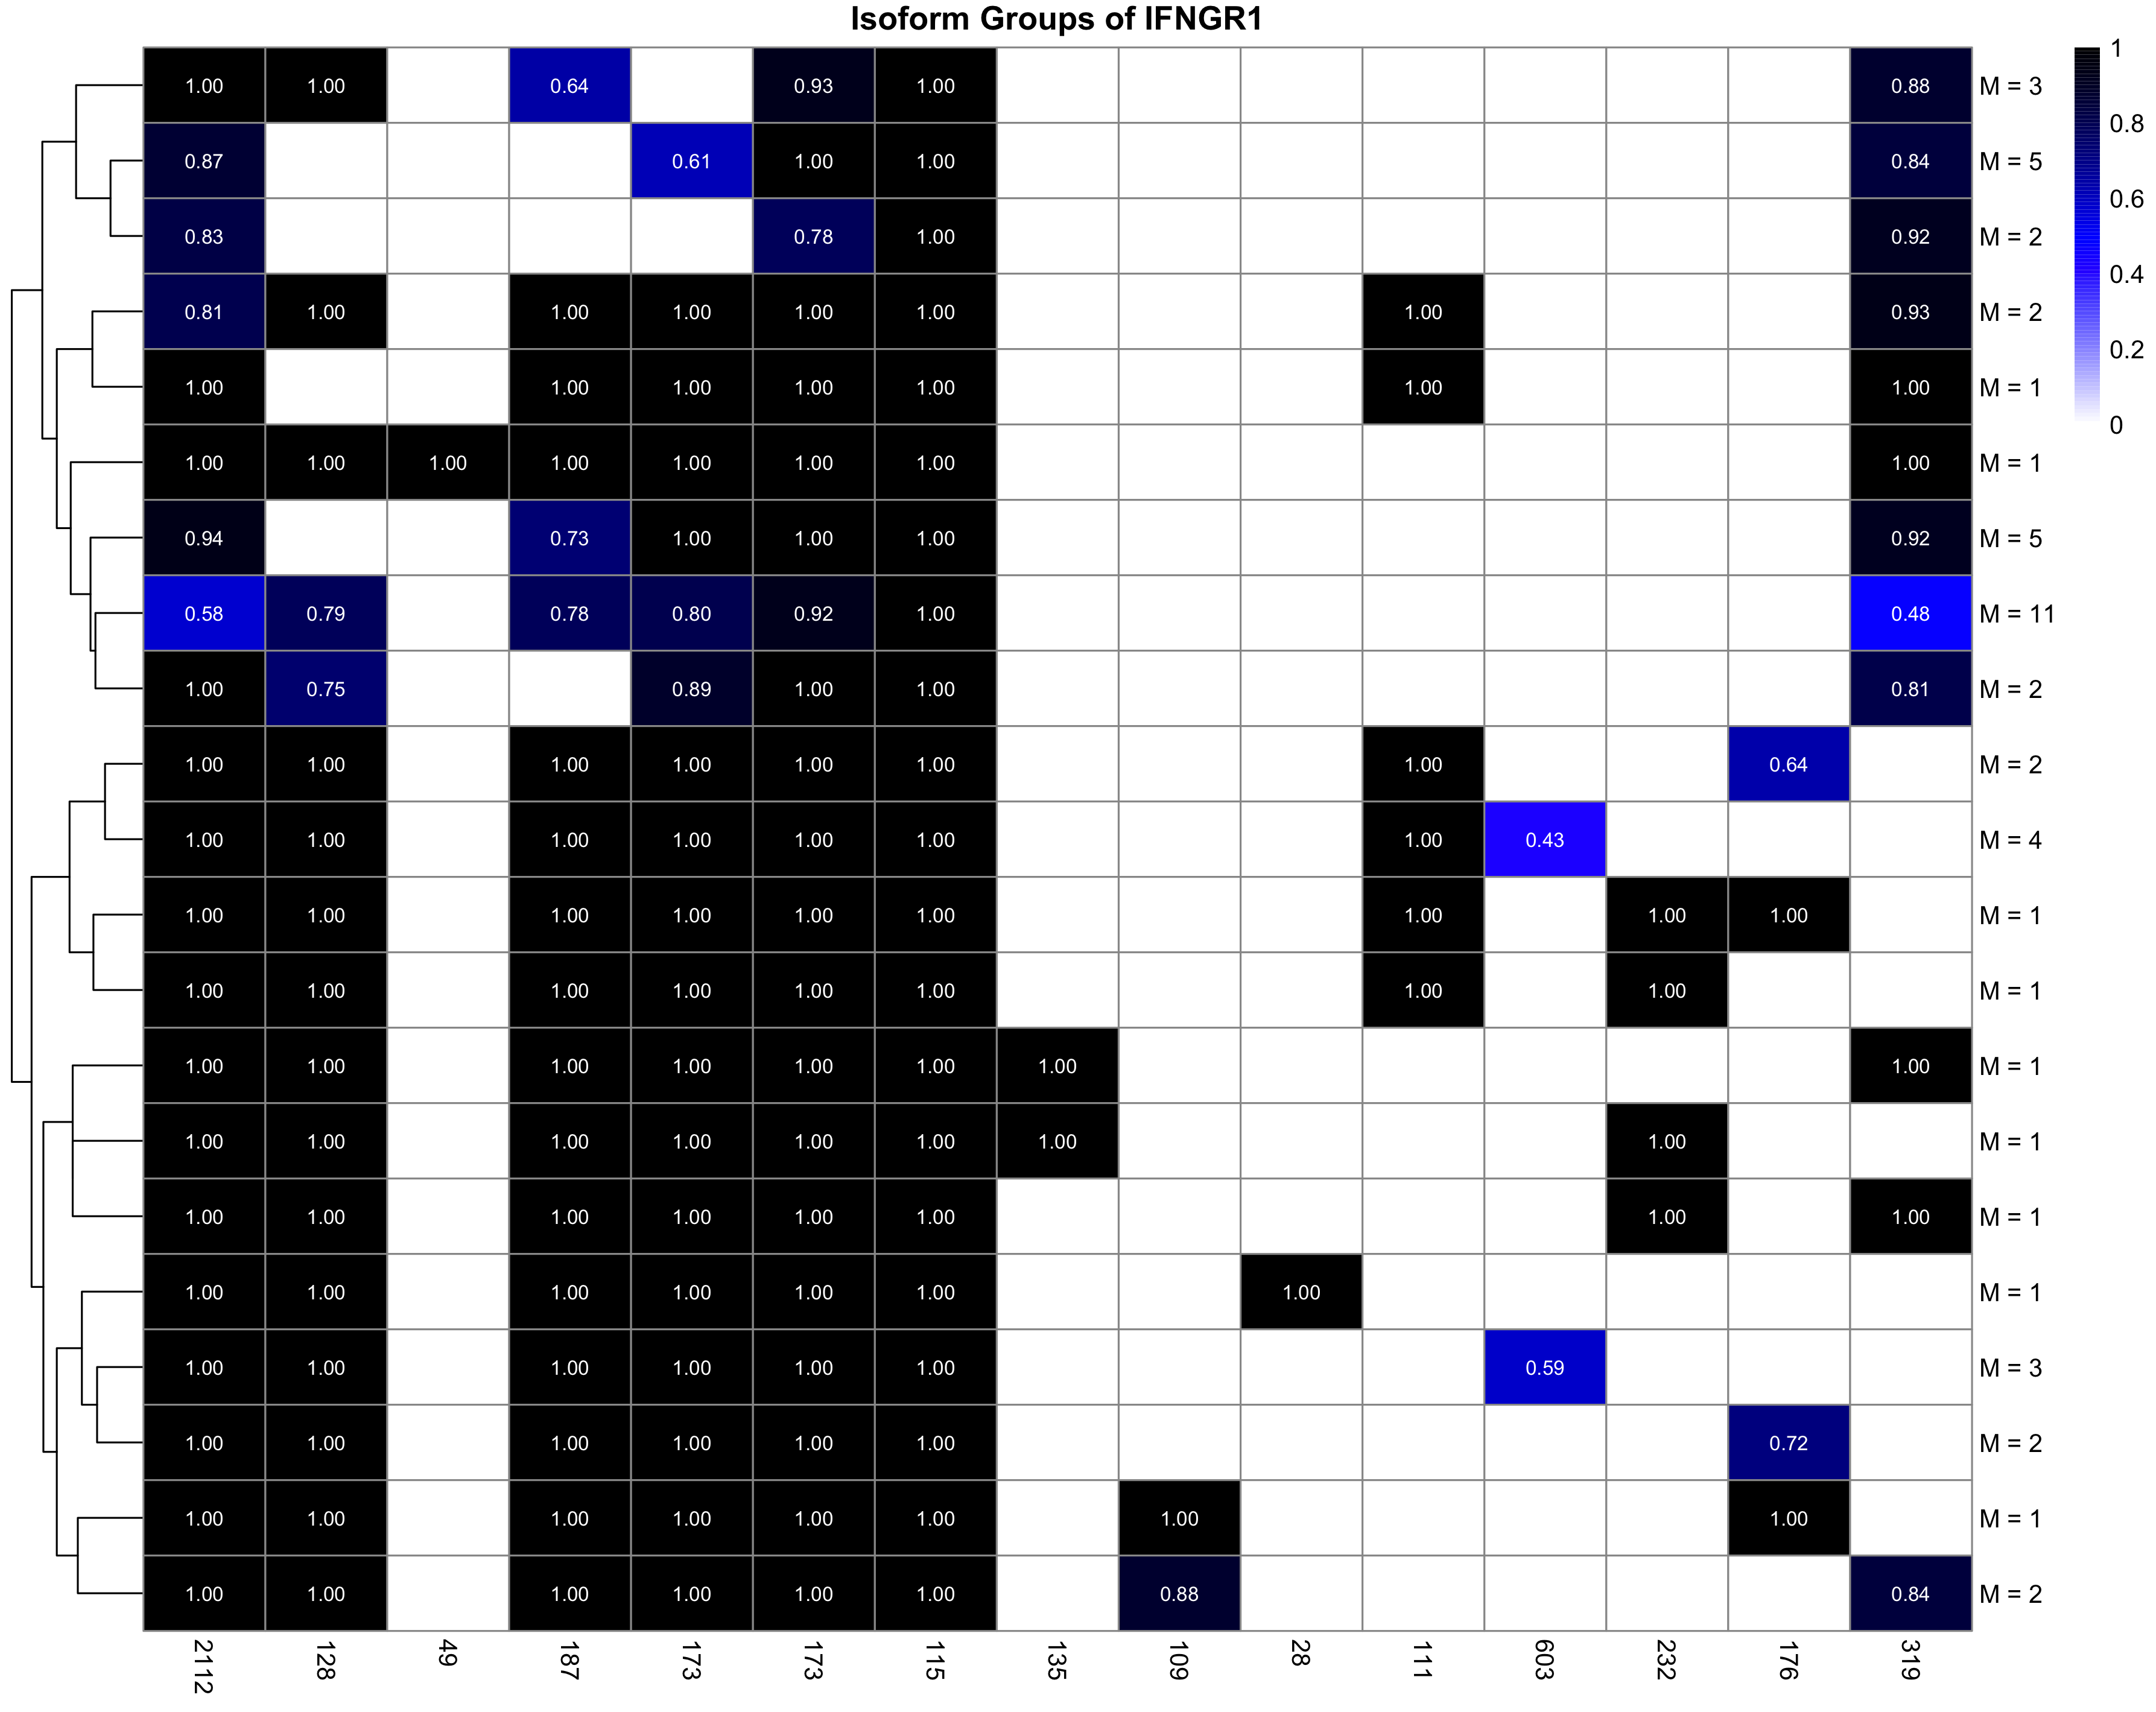 Isoform Groups of IFNGR1
1.00 1.00 0.64 0.93 1.00 0.88 M = 3
0.87 0.61 1.00 1.00 0.84 M = 5
0.83 0.78 1.00 0.92 M = 2
0.81 1.00 1.00 1.00 1.00 1.00 1.00 0.93 M = 2
1.00 1.00 1.00 1.00 1.00 1.00 1.00 M = 1
1.00 1.00 1.00 1.00 1.00 1.00 1.00 1.00 M = 1
0.94 0.73 1.00 1.00 1.00 0.92 M = 5
0.58 0.79 0.78 0.80 0.92 1.00 0.48 M = 11
1.00 0.75 0.89 1.00 1.00 0.81 M = 2
1.00 1.00 1.00 1.00 1.00 1.00 1.00 0.64 M = 2
1.00 1.00 1.00 1.00 1.00 1.00 1.00 0.43 M = 4
1.00 1.00 1.00 1.00 1.00 1.00 1.00 1.00 1.00 M = 1
1.00 1.00 1.00 1.00 1.00 1.00 1.00 1.00 M = 1
1.00 1.00 1.00 1.00 1.00 1.00 1.00 1.00 M = 1
1.00 1.00 1.00 1.00 1.00 1.00 1.00 1.00 M = 1
1.00 1.00 1.00 1.00 1.00 1.00 1.00 1.00 M = 1
1.00 1.00 1.00 1.00 1.00 1.00 1.00 M = 1
1.00 1.00 1.00 1.00 1.00 1.00 0.59 M = 3
1.00 1.00 1.00 1.00 1.00 1.00 0.72 M = 2
1.00 1.00 1.00 1.00 1.00 1.00 1.00 1.00 M = 1
1.00 1.00 1.00 1.00 1.00 1.00 0.88 0.84 M = 2
2112 128 49 187 173 173 115 135 109 28 111 603 232 176 319
1
0.8
0.6
0.4
0.2
0